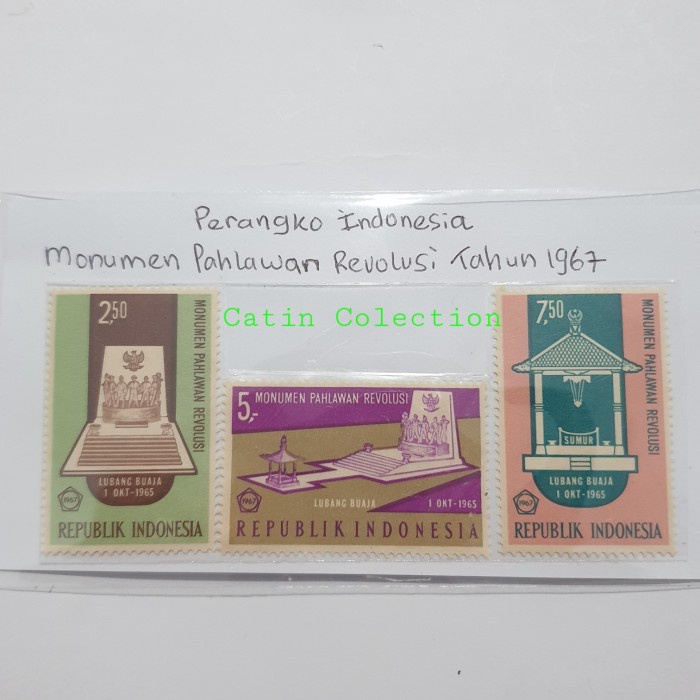 Perangko Indonesia
Monumen Pahlawan Revolusi Tahun 1967
Catin Colection
2,50
MONUMEN PAHLAWAN REVOLUSI
LUBANG BUAJA
1 OKT-1965
1967
REPUBLIK INDONESIA
5,-
MONUMEN PAHLAWAN REVOLUSI
LUBANG BUAJA
1 OKT-1965
1967
REPUBLIK INDONESIA
7,50
MONUMEN PAHLAWAN REVOLUSI
SUMUR
LUBANG BUAJA
1 OKT-1965
1967
REPUBLIK INDONESIA